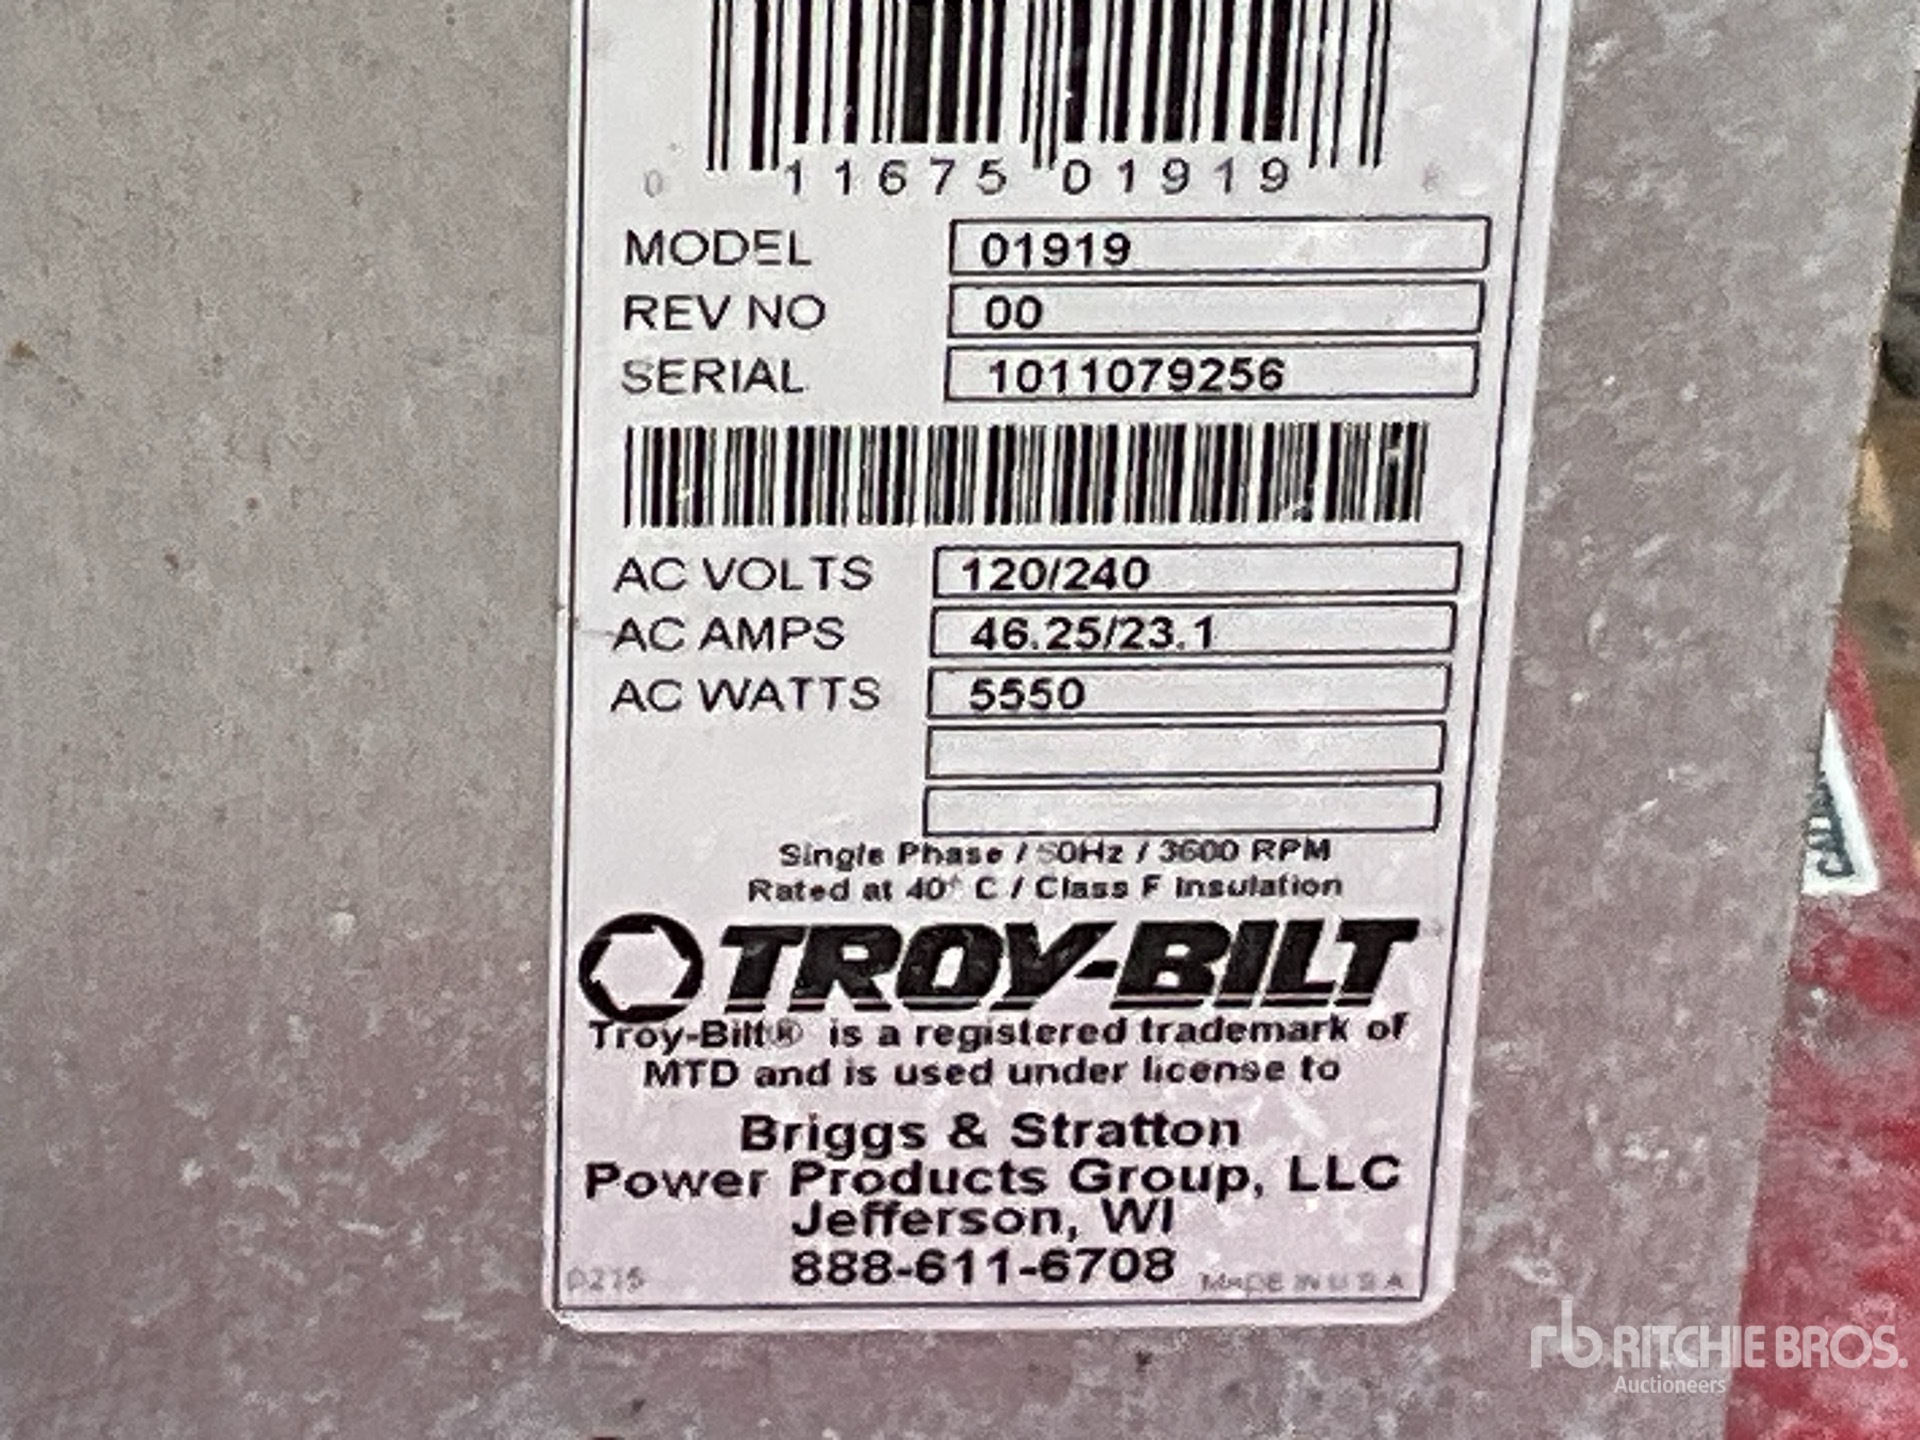 0 11675 01919
MODEL 01919
REV NO 00
SERIAL 1011079256
AC VOLTS 120/240
AC AMPS 46.25/23.1
AC WATTS 5550
Single Phase / 60Hz / 3600 RPM
Rated at 40° C / Class F Insulation
TROY-BILT
Troy-Bilt® is a registered trademark of
MTD and is used under license to
Briggs & Stratton
Power Products Group, LLC
Jefferson, WI
888-611-6708
MADE IN U S A
rb RITCHIE BROS.
Auctioneers